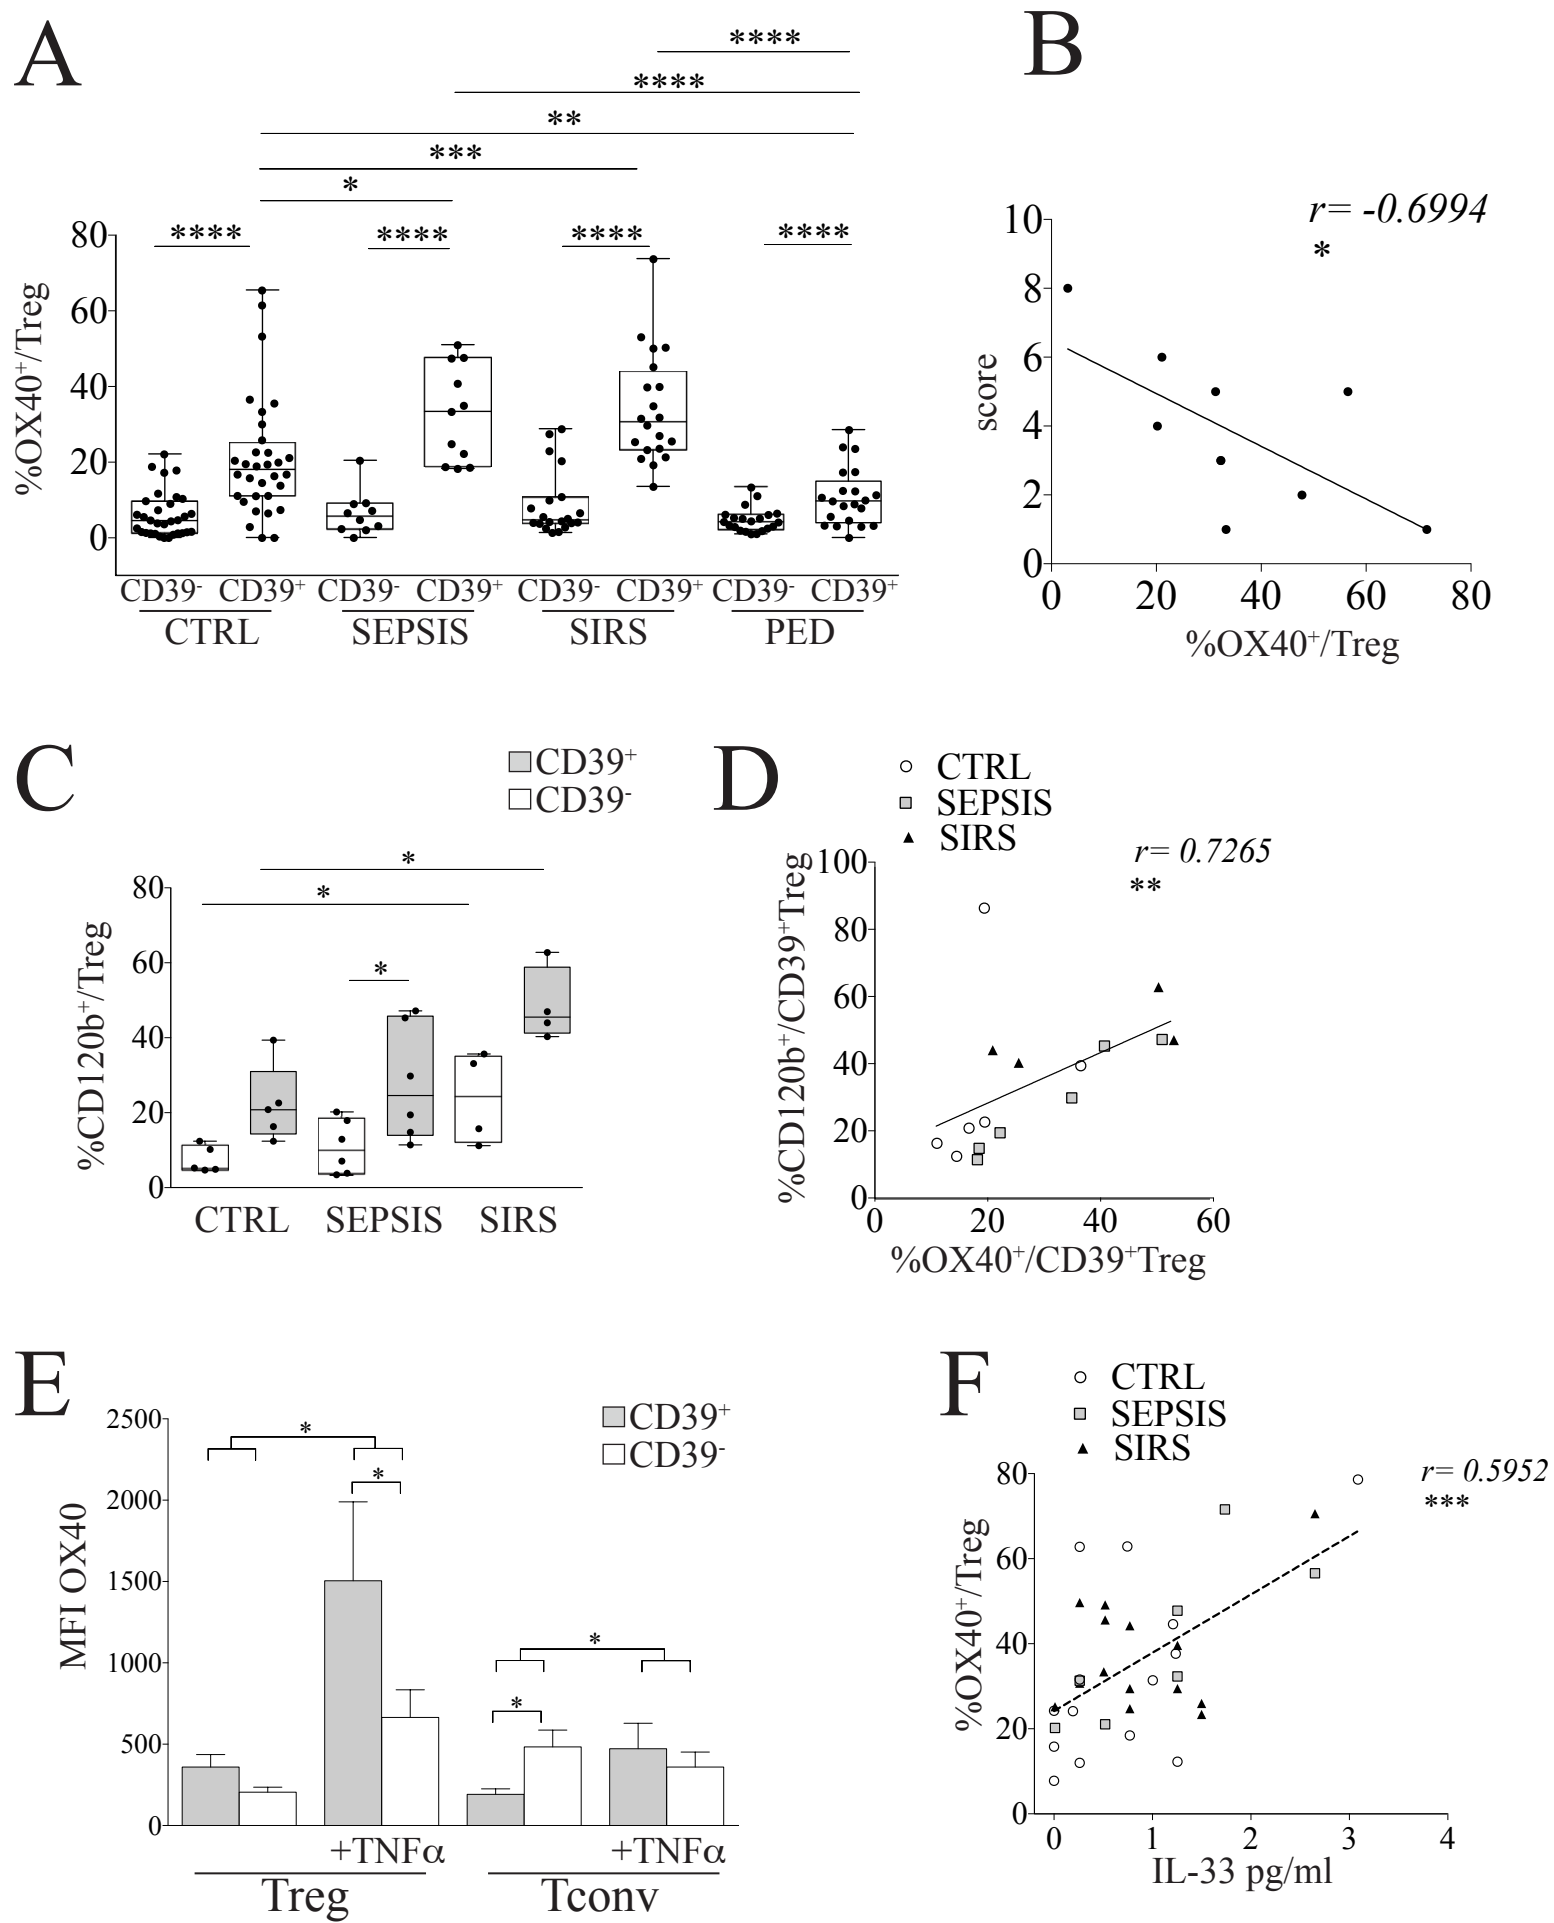 A
****
****
**
***
*
****
****
****
****
%OX40⁺/Treg
80
60
40
20
0
CD39⁻ CD39⁺ CD39⁻ CD39⁺ CD39⁻ CD39⁺ CD39⁻ CD39⁺
CTRL SEPSIS SIRS PED
B
r= -0.6994
*
score
10
8
6
4
2
0
0 20 40 60 80
%OX40⁺/Treg
C
CD39⁺
CD39⁻
*
*
*
%CD120b⁺/Treg
80
60
40
20
0
CTRL SEPSIS SIRS
D
CTRL
SEPSIS
SIRS
r= 0.7265
**
%CD120b⁺/CD39⁺Treg
100
80
60
40
20
0
0 20 40 60
%OX40⁺/CD39⁺Treg
E
CD39⁺
CD39⁻
*
*
*
*
MFI OX40
2500
2000
1500
1000
500
0
+TNFα +TNFα
Treg Tconv
F
CTRL
SEPSIS
SIRS
r= 0.5952
***
%OX40⁺/Treg
80
60
40
20
0
0 1 2 3 4
IL-33 pg/ml